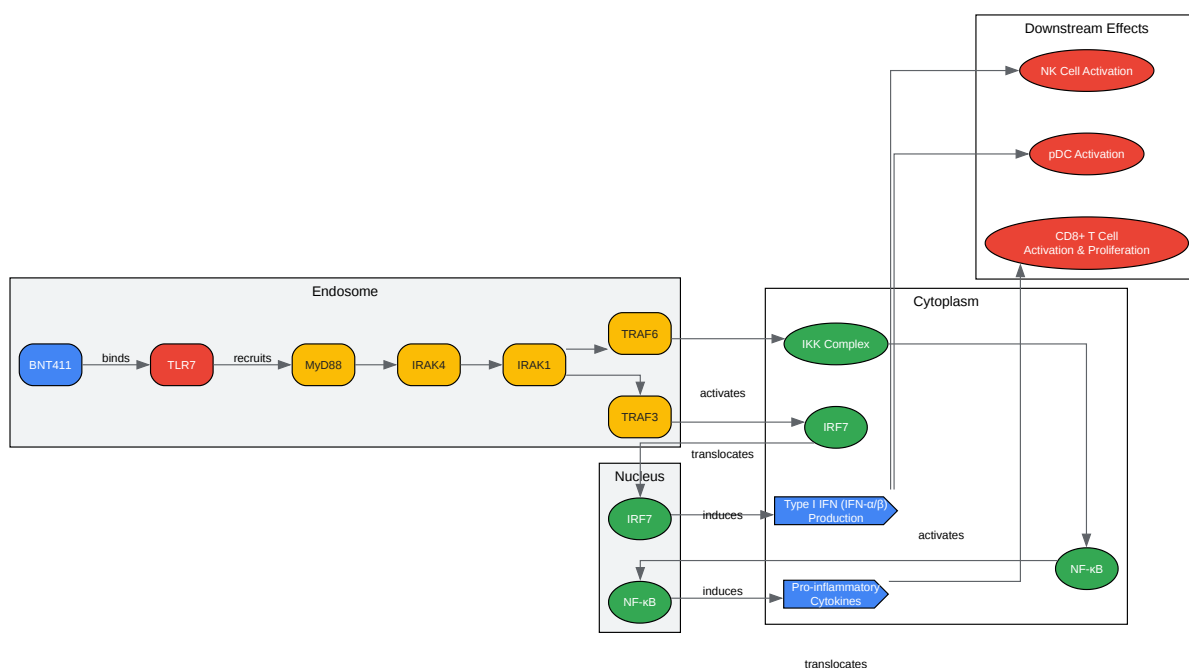 Downstream Effects
NK Cell Activation
pDC Activation
CD8+ T Cell
Activation & Proliferation
Endosome
BNT411
binds
TLR7
recruits
MyD88
IRAK4
IRAK1
TRAF6
TRAF3
Cytoplasm
IKK Complex
activates
IRF7
translocates
Nucleus
IRF7
induces
Type I IFN (IFN-α/β)
Production
activates
NF-κB
NF-κB
induces
Pro-inflammatory
Cytokines
translocates